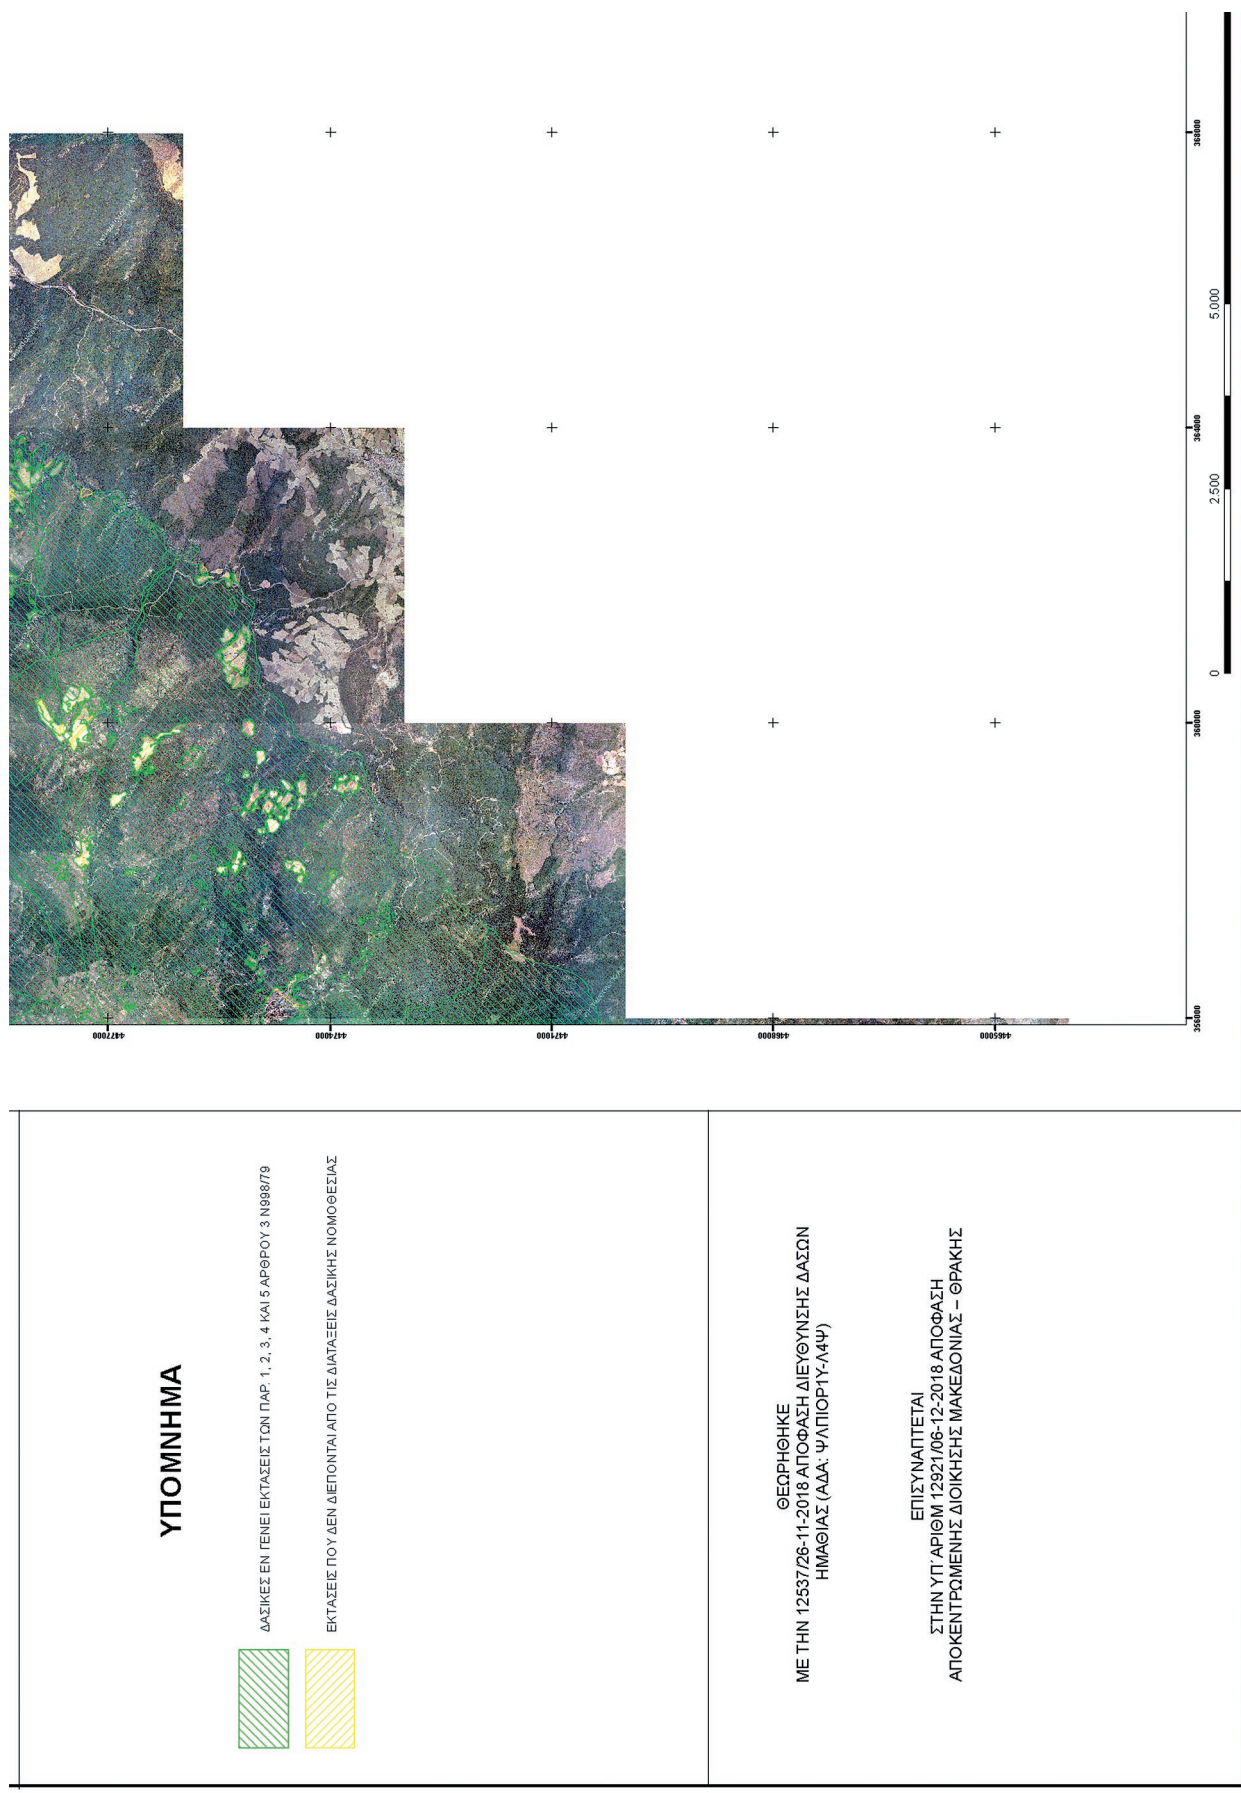 368000
364000
360000
356000
4477000
4474000
4471000
4468000
4465000
0
2.500
5.000
ΥΠΟΜΝΗΜΑ
ΔΑΣΙΚΕΣ ΕΝ ΓΕΝΕΙ ΕΚΤΑΣΕΙΣ ΤΩΝ ΠΑΡ. 1, 2, 3, 4 ΚΑΙ 5 ΑΡΘΡΟΥ 3 Ν998/79
ΕΚΤΑΣΕΙΣ ΠΟΥ ΔΕΝ ΔΙΕΠΟΝΤΑΙ ΑΠΟ ΤΙΣ ΔΙΑΤΑΞΕΙΣ ΔΑΣΙΚΗΣ ΝΟΜΟΘΕΣΙΑΣ
ΘΕΩΡΗΘΗΚΕ
ΜΕ ΤΗΝ 12537/26-11-2018 ΑΠΟΦΑΣΗ ΔΙΕΥΘΥΝΣΗΣ ΔΑΣΩΝ
ΗΜΑΘΙΑΣ (ΑΔΑ: ΨΛΠΙΟΡ1Υ-Λ4Ψ)
ΕΠΙΣΥΝΑΠΤΕΤΑΙ
ΣΤΗΝ ΥΠ΄ΑΡΙΘΜ 12921/06-12-2018 ΑΠΟΦΑΣΗ
ΑΠΟΚΕΝΤΡΩΜΕΝΗΣ ΔΙΟΙΚΗΣΗΣ ΜΑΚΕΔΟΝΙΑΣ – ΘΡΑΚΗΣ